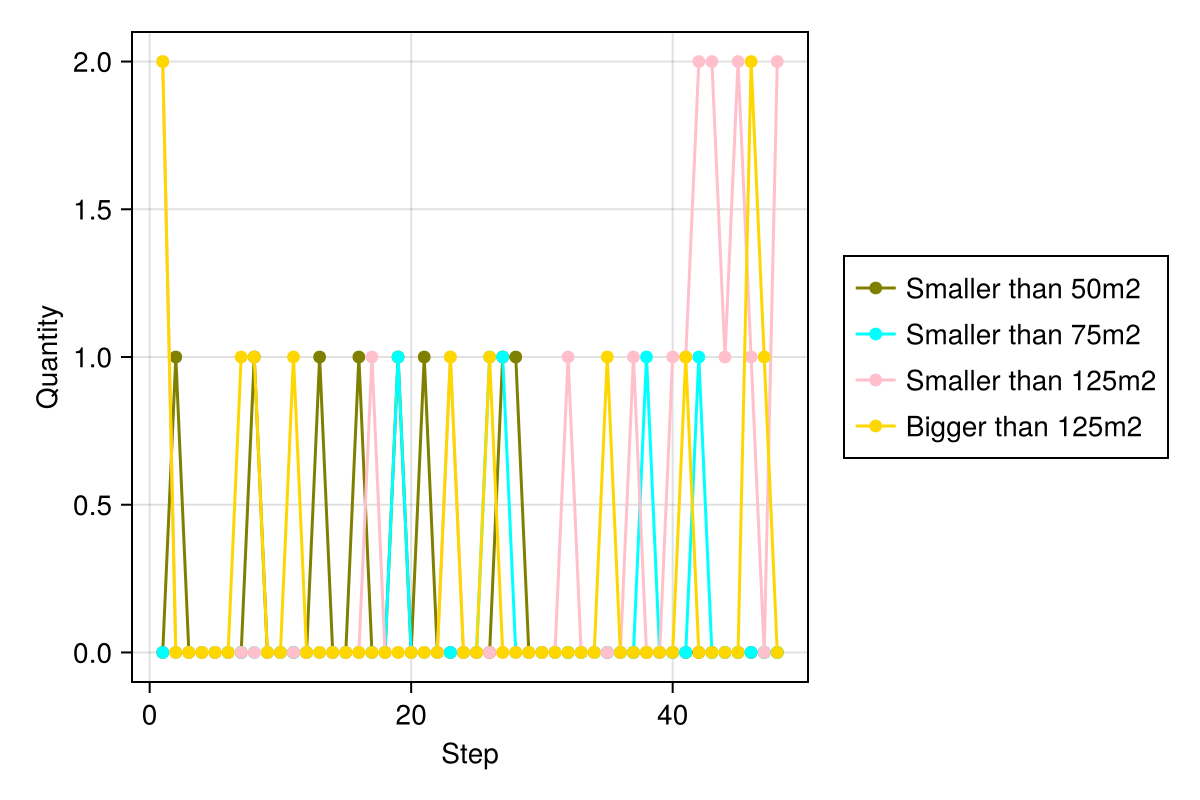 2.0
1.5
1.0
0.5
0.0
Quantity
0
20
40
Step
Smaller than 50m2
Smaller than 75m2
Smaller than 125m2
Bigger than 125m2